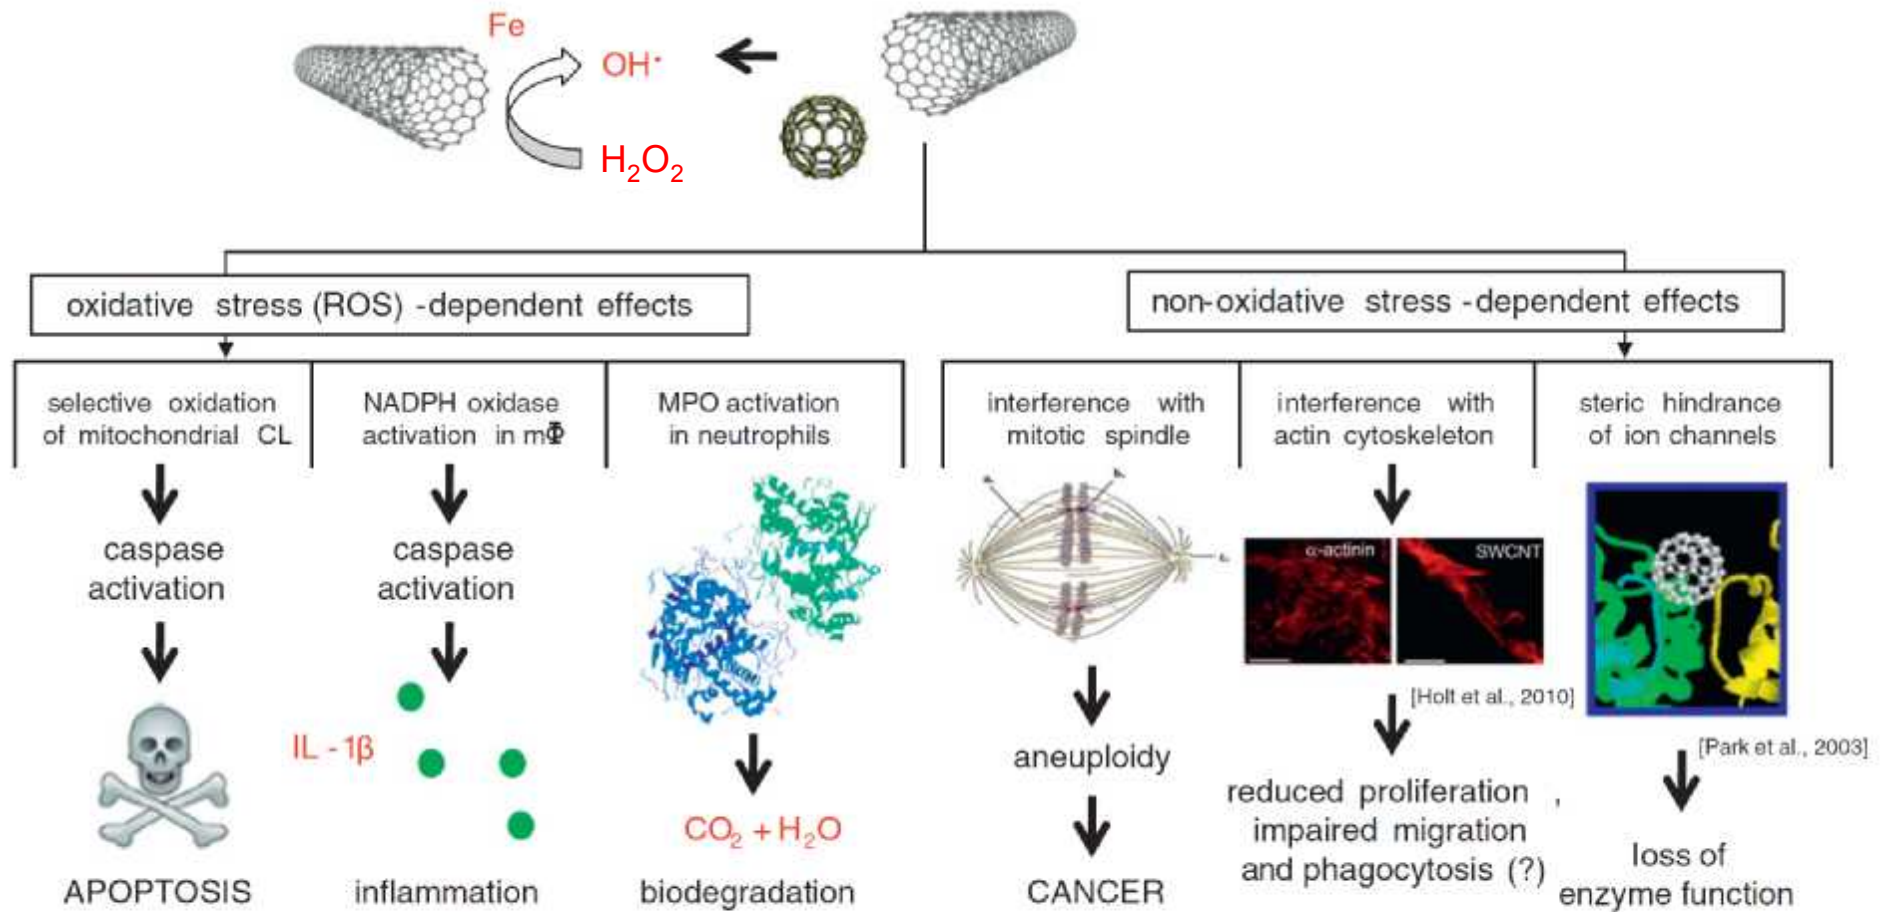 Fe
OH•
H₂O₂
oxidative stress (ROS) -dependent effects
non-oxidative stress -dependent effects
selective oxidation
of mitochondrial CL
NADPH oxidase
activation in mΦ
MPO activation
in neutrophils
interference with
mitotic spindle
interference with
actin cytoskeleton
steric hindrance
of ion channels
caspase
activation
caspase
activation
α-actinin
SWCNT
[Holt et al., 2010]
[Park et al., 2003]
IL -1β
aneuploidy
CO₂ + H₂O
reduced proliferation ,
impaired migration
and phagocytosis (?)
loss of
enzyme function
APOPTOSIS
inflammation
biodegradation
CANCER